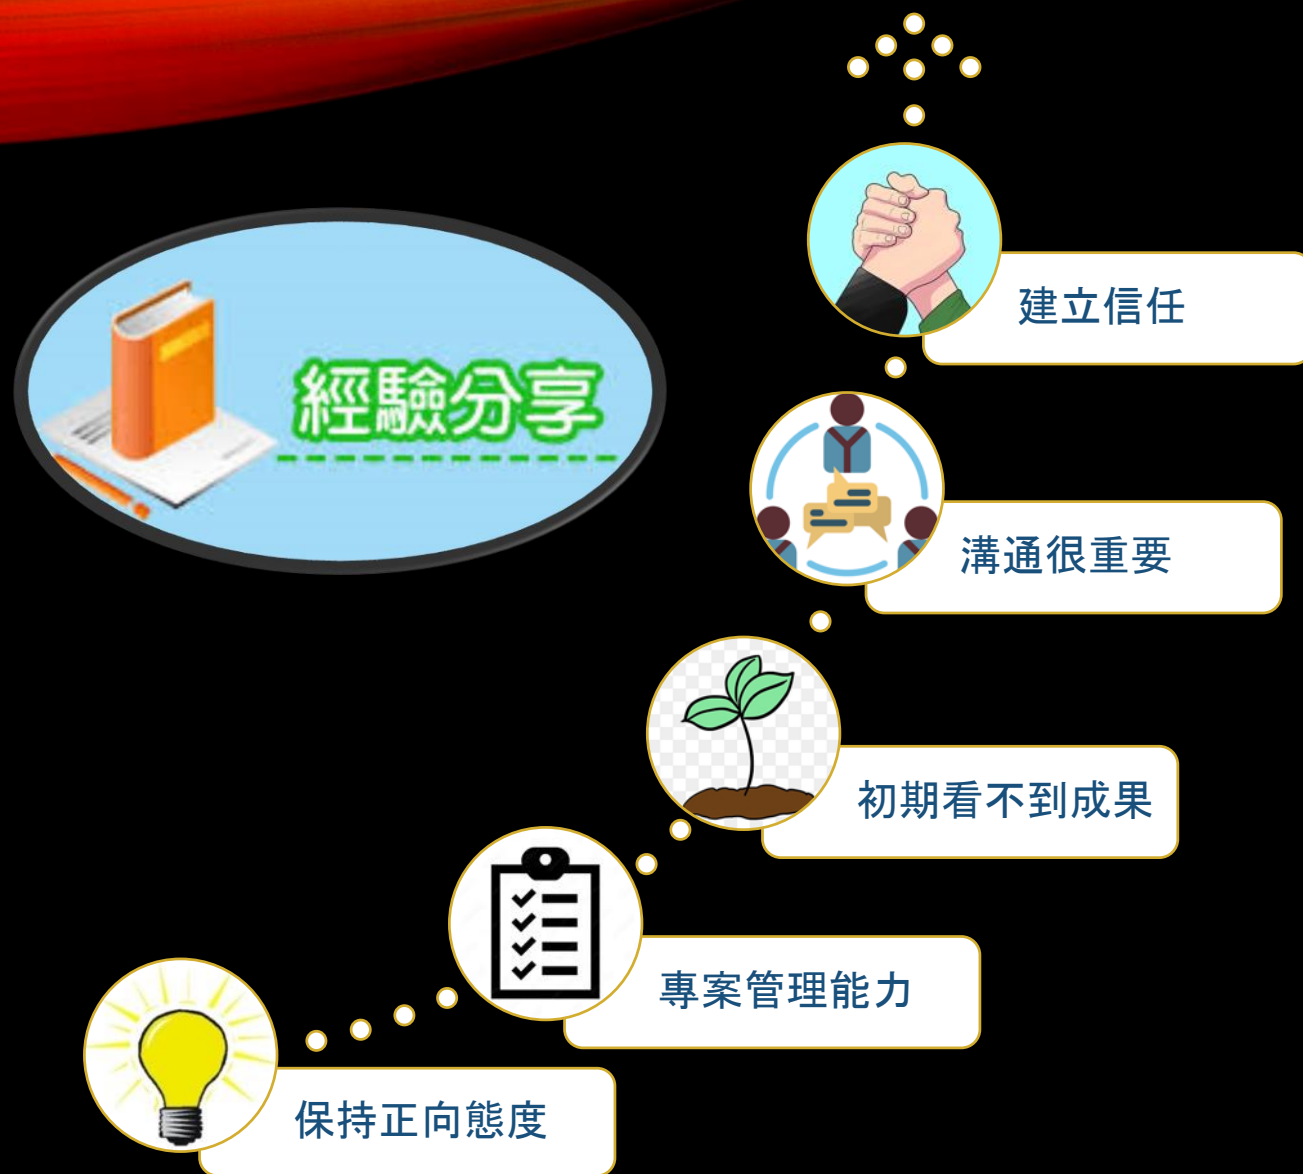 經驗分享
建立信任
溝通很重要
初期看不到成果
專案管理能力
保持正向態度